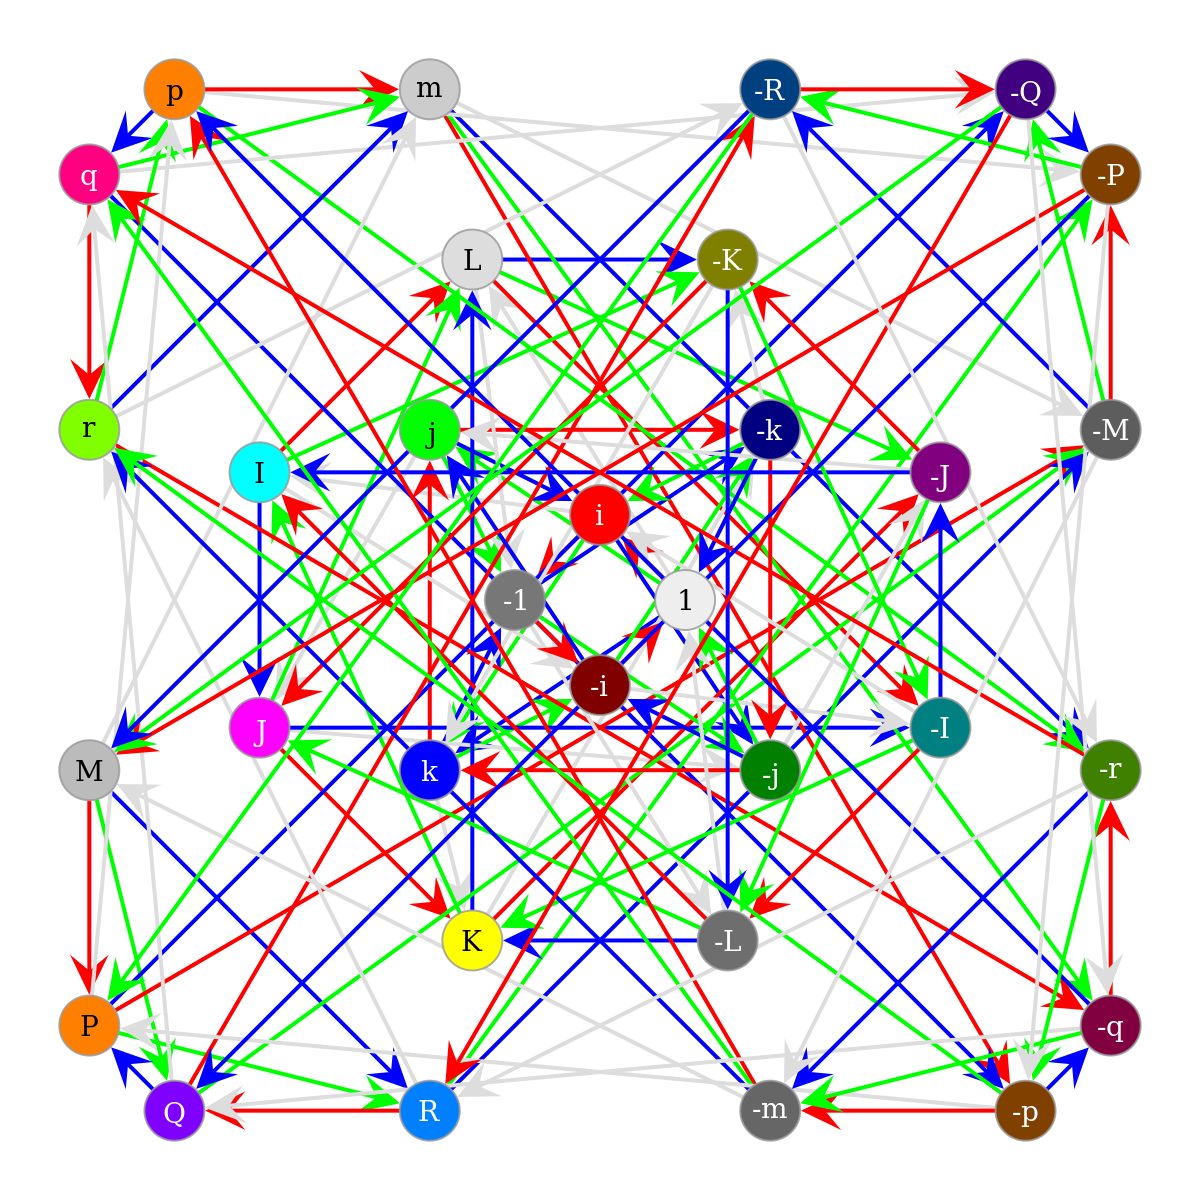 p m -R -Q
q -P
L -K
r j -k -M
I -J
i
-1 1
-i
J -I
M k -j -r
K -L
P -q
Q R -m -p